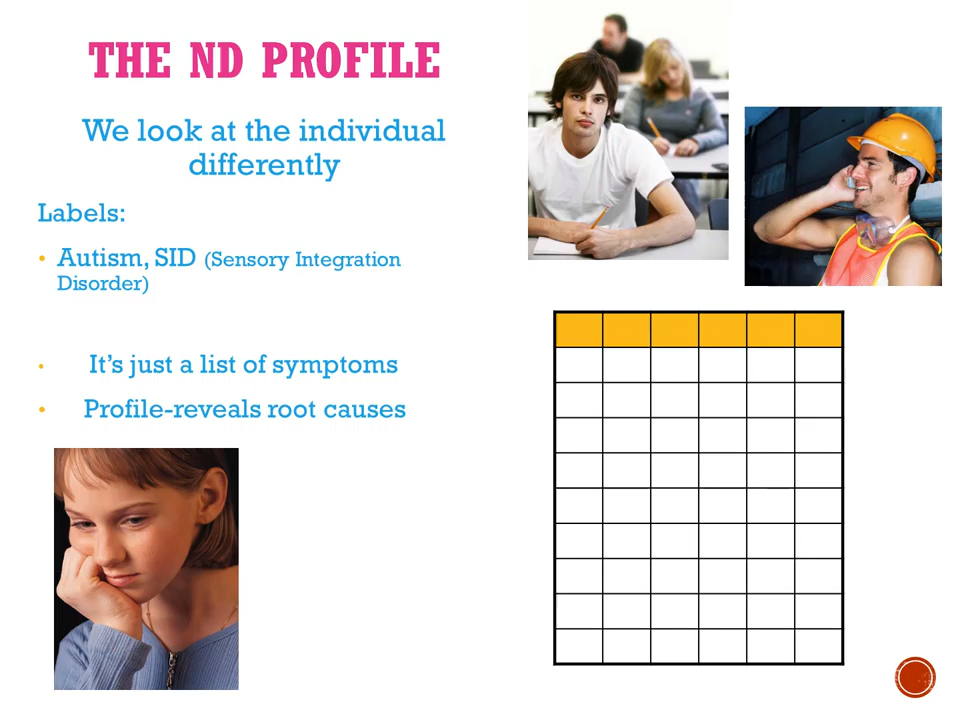 THE ND PROFILE
We look at the individual
differently
Labels:
• Autism, SID (Sensory Integration
Disorder)
• It’s just a list of symptoms
• Profile-reveals root causes